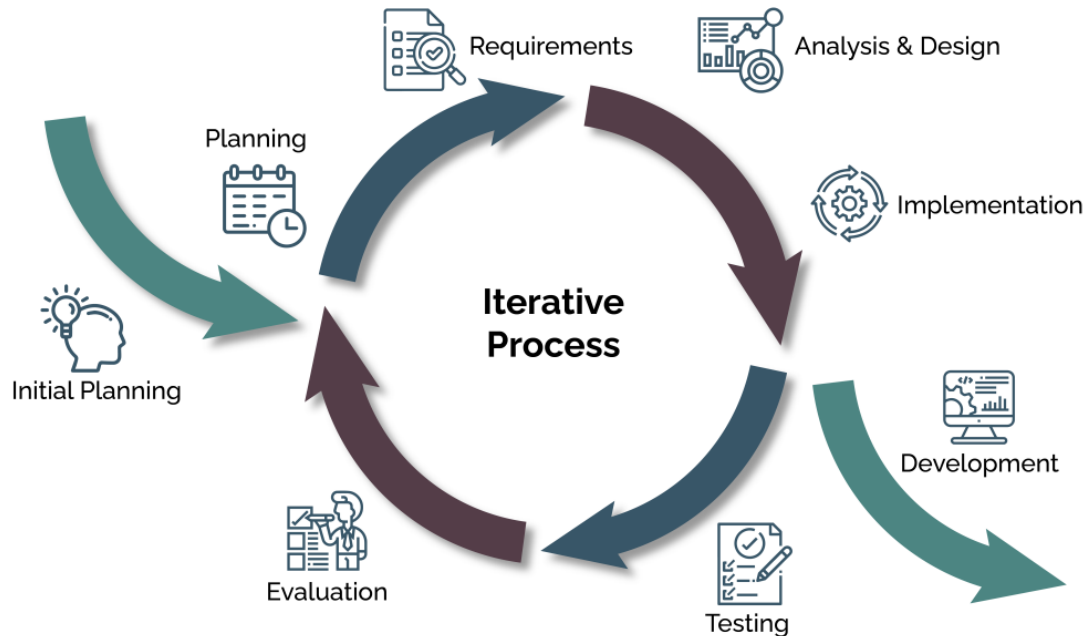 Requirements
Analysis & Design
Planning
Implementation
Iterative
Process
Initial Planning
Development
Evaluation
Testing